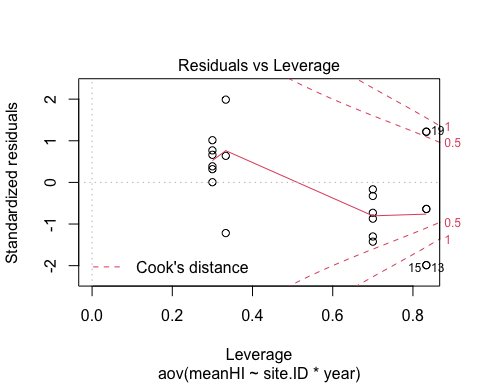 Residuals vs Leverage
Standardized residuals
2
1
0
-1
-2
19
1
0.5
0.5
1
15
13
Cook's distance
0.0 0.2 0.4 0.6 0.8
Leverage
aov(meanHI ~ site.ID * year)